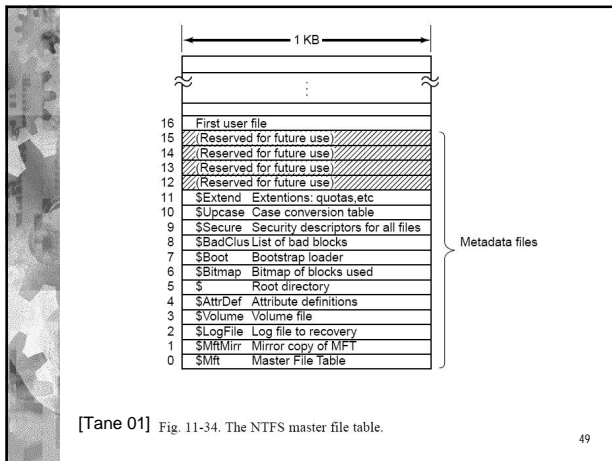 1 KB
16 First user file
15 (Reserved for future use)
14 (Reserved for future use)
13 (Reserved for future use)
12 (Reserved for future use)
11 $Extend Extentions: quotas,etc
10 $Upcase Case conversion table
9 $Secure Security descriptors for all files
8 $BadClus List of bad blocks
7 $Boot Bootstrap loader
6 $Bitmap Bitmap of blocks used
5 $ Root directory
4 $AttrDef Attribute definitions
3 $Volume Volume file
2 $LogFile Log file to recovery
1 $MftMirr Mirror copy of MFT
0 $Mft Master File Table
Metadata files
[Tane 01] Fig. 11-34. The NTFS master file table.
49